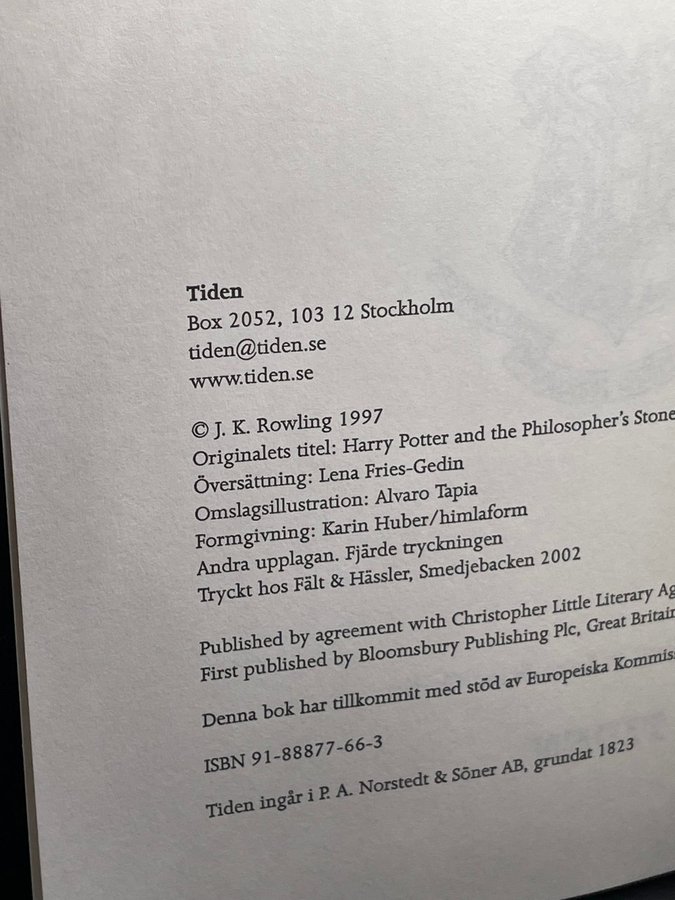 Tiden
Box 2052, 103 12 Stockholm
tiden@tiden.se
www.tiden.se
© J. K. Rowling 1997
Originalets titel: Harry Potter and the Philosopher's Stone
Översättning: Lena Fries-Gedin
Omslagsillustration: Alvaro Tapia
Formgivning: Karin Huber/himlaform
Andra upplagan. Fjärde tryckningen
Tryckt hos Fält & Hässler, Smedjebacken 2002
Published by agreement with Christopher Little Literary Ag
First published by Bloomsbury Publishing Plc, Great Britain
Denna bok har tillkommit med stöd av Europeiska Kommiss
ISBN 91-88877-66-3
Tiden ingår i P. A. Norstedt & Söner AB, grundat 1823